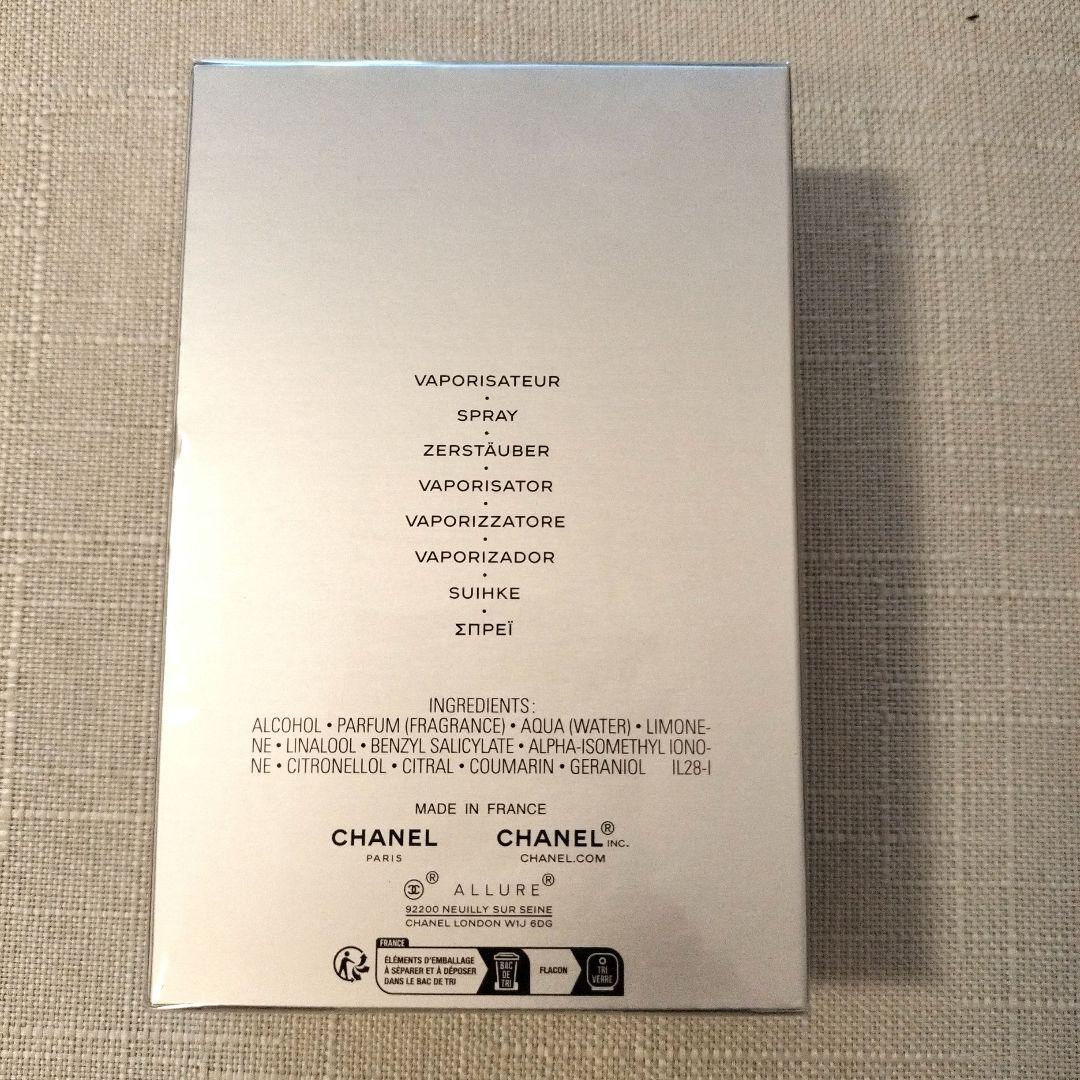 VAPORISATEUR
•
SPRAY
•
ZERSTÄUBER
•
VAPORISATOR
•
VAPORIZZATORE
•
VAPORIZADOR
•
SUIHKE
•
ΣΠΡΕΪ
INGREDIENTS:
ALCOHOL • PARFUM (FRAGRANCE) • AQUA (WATER) • LIMONE-
NE • LINALOOL • BENZYL SALICYLATE • ALPHA-ISOMETHYL IONO-
NE • CITRONELLOL • CITRAL • COUMARIN • GERANIOL IL28-I
MADE IN FRANCE
CHANEL
PARIS
CHANEL® INC.
CHANEL.COM
® ALLURE®
92200 NEUILLY SUR SEINE
CHANEL LONDON W1J 6DG
FRANCE
ÉLÉMENTS D'EMBALLAGE
À SÉPARER ET À DÉPOSER
DANS LE BAC DE TRI
BAC
DE
TRI
FLACON
TRI
VERRE